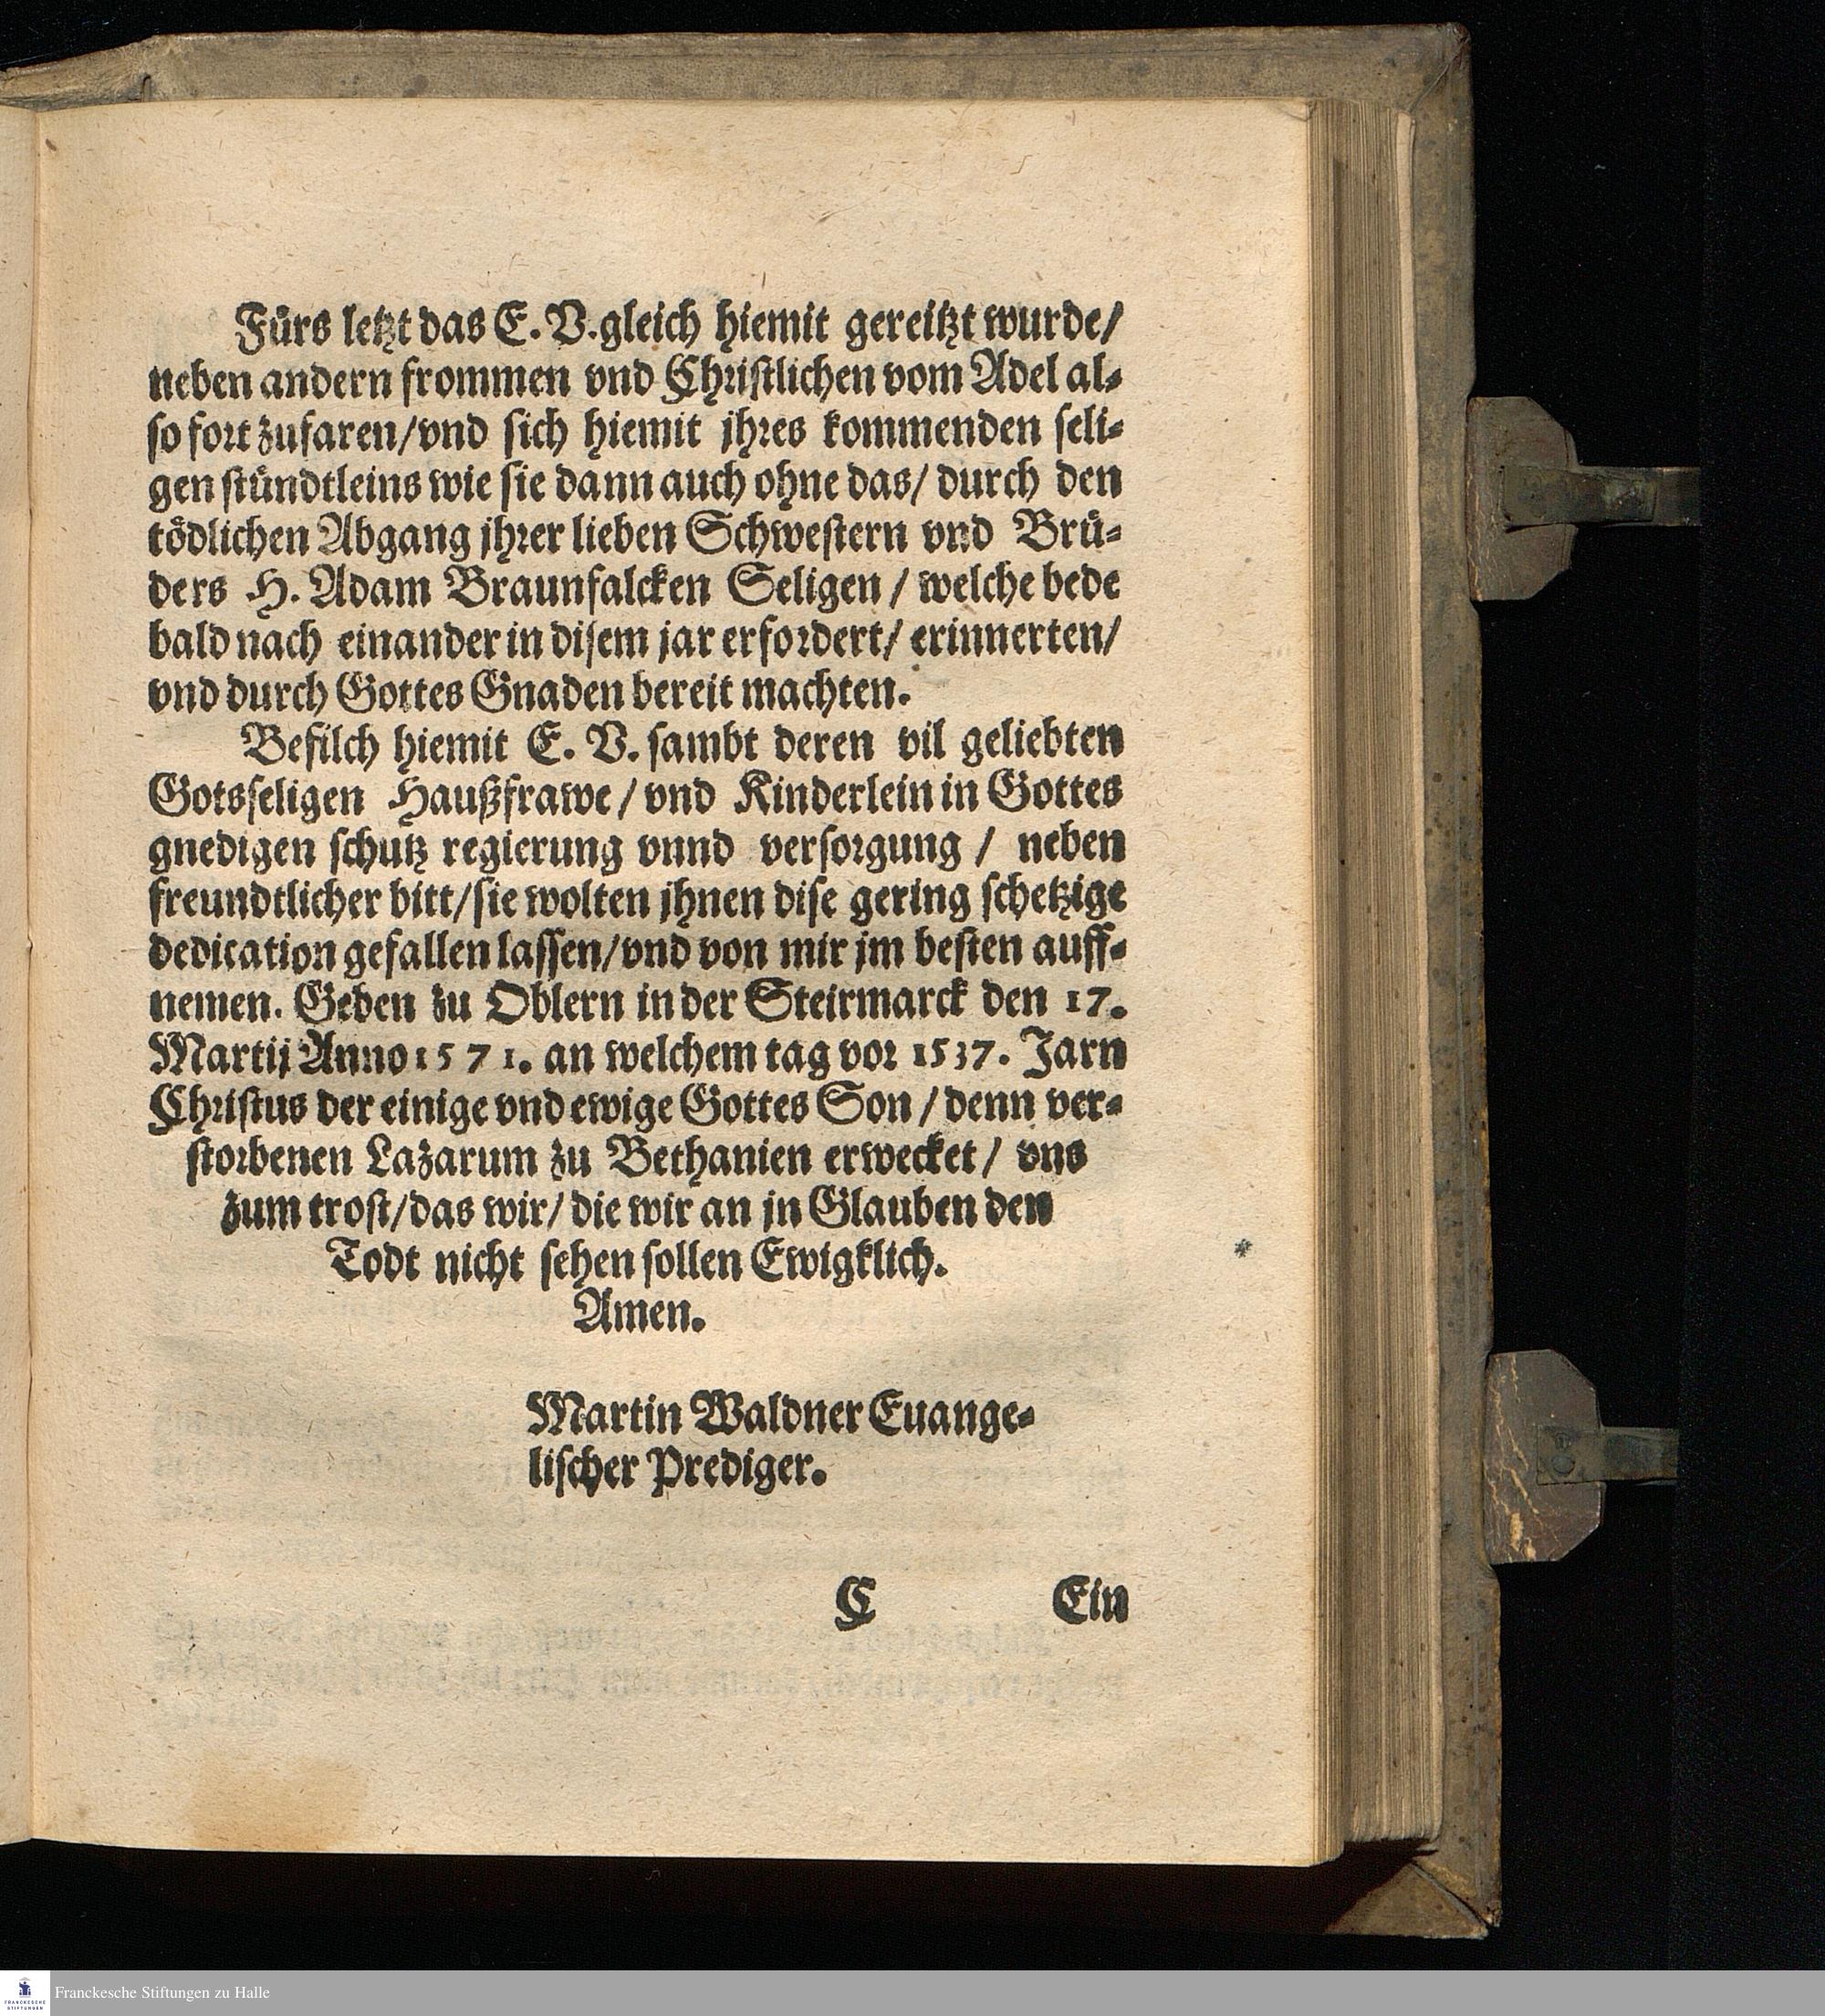 Fürs letzt das E. V. gleich hiemit gereitzt wurde/
neben andern frommen vnd Christlichen vom Adel al-
so fort zufaren/vnd sich hiemit jhres kommenden seli-
gen stündtleins wie sie dann auch ohne das/ durch den
tödlichen Abgang jhrer lieben Schwestern vnd Brü-
ders H. Adam Braunfalcken Seligen / welche bede
bald nach einander in disem jar erfordert/ erinnerten/
vnd durch Gottes Gnaden bereit machten.
Befilch hiemit E. V. sambt deren vil geliebten
Gotsseligen Haußfrawe / vnd Kinderlein in Gottes
gnedigen schutz regierung vnnd versorgung / neben
freundtlicher bitt/sie wolten jhnen dise gering schetzige
dedication gefallen lassen/vnd von mir jm besten auff-
nemen. Geben zu Oblern in der Steirmarck den 17.
Martij Anno 1571. an welchem tag vor 1537. Jarn
Christus der einige vnd ewige Gottes Son / denn ver-
storbenen Lazarum zu Bethanien erwecket / vns
zum trost/das wir/ die wir an jn Glauben den
Todt nicht sehen sollen Ewigklich.
Amen.
Martin Waldner Euange-
lischer Prediger.
C Ein
FRANCKESCHE STIFTUNGEN Franckesche Stiftungen zu Halle